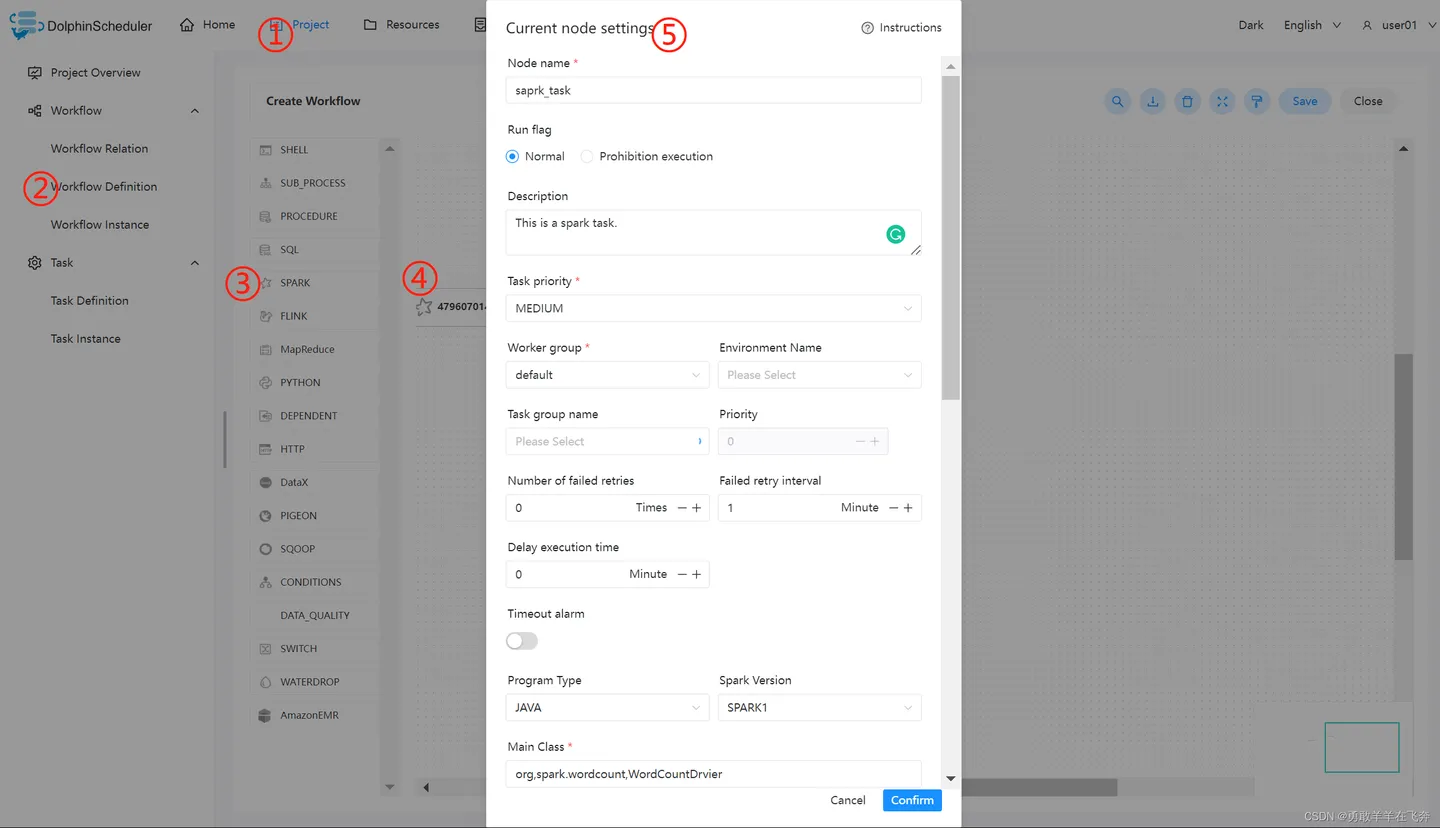 DolphinScheduler
Home
Project
Resources
Dark
English
user01
①
②
③
④
⑤
Project Overview
Workflow
Workflow Relation
Workflow Definition
Workflow Instance
Task
Task Definition
Task Instance
Create Workflow
Save
Close
SHELL
SUB_PROCESS
PROCEDURE
SQL
SPARK
FLINK
MapReduce
PYTHON
DEPENDENT
HTTP
DataX
PIGEON
SQOOP
CONDITIONS
DATA_QUALITY
SWITCH
WATERDROP
AmazonEMR
4796701
Current node settings
Instructions
Node name *
saprk_task
Run flag
Normal
Prohibition execution
Description
This is a spark task.
Task priority *
MEDIUM
Worker group *
Environment Name
default
Please Select
Task group name
Priority
Please Select
0
Number of failed retries
Failed retry interval
0 Times
1 Minute
Delay execution time
0 Minute
Timeout alarm
Program Type
Spark Version
JAVA
SPARK1
Main Class *
org,spark.wordcount,WordCountDrvier
Cancel
Confirm
CSDN @勇敢羊羊在飞奔